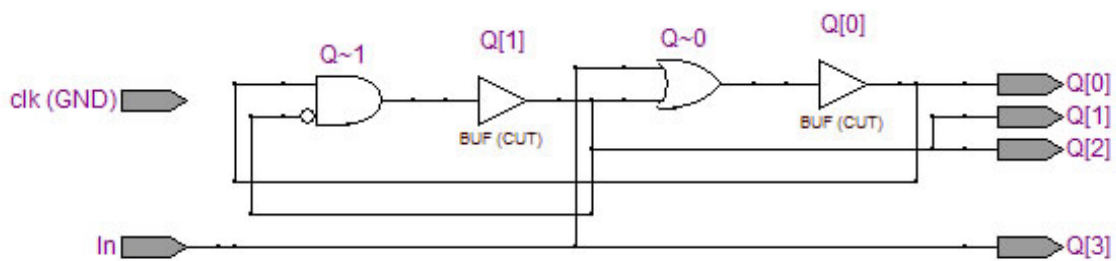 Q[0]
Q~1
Q[1]
Q~0
clk (GND)
Q[0]
Q[1]
BUF (CUT)
BUF (CUT)
Q[2]
In
Q[3]